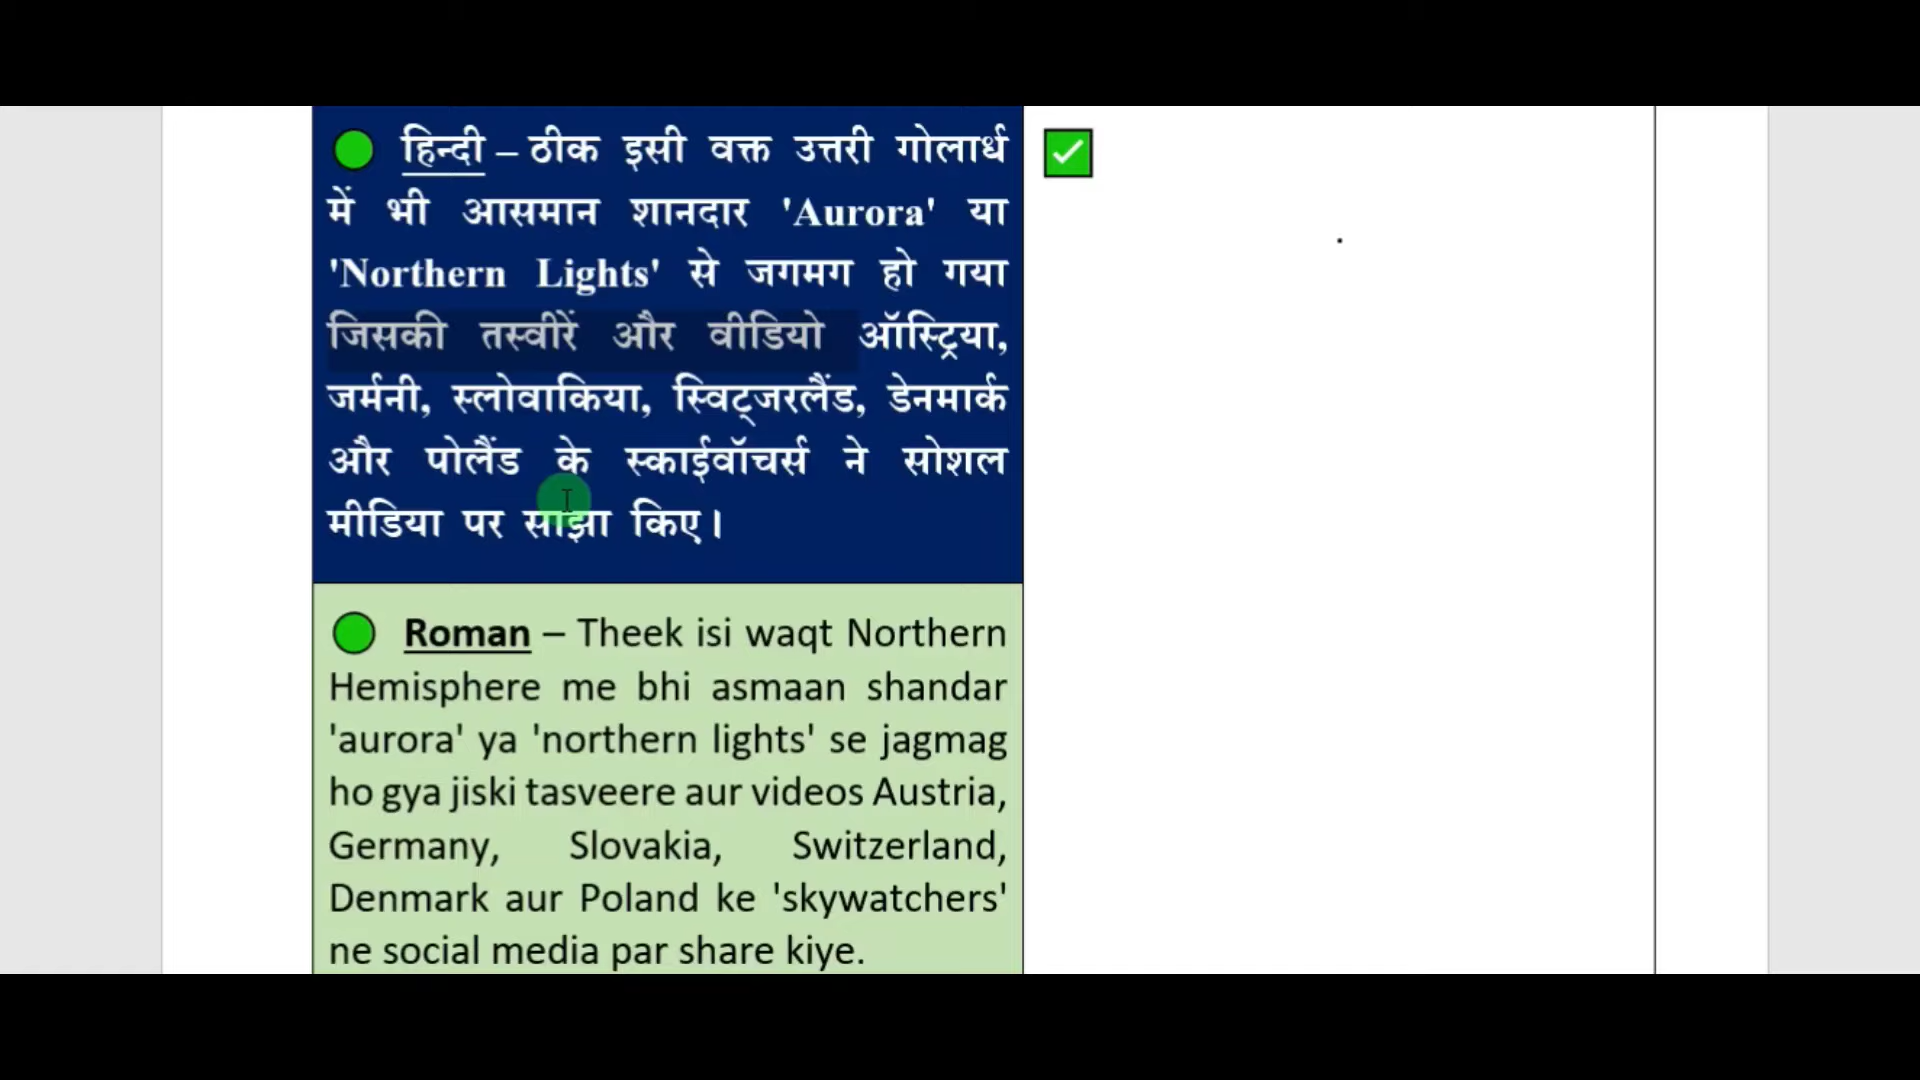 हिन्दी – ठीक इसी वक्त उत्तरी गोलार्ध
में भी आसमान शानदार 'Aurora' या
'Northern Lights' से जगमग हो गया
जिसकी तस्वीरें और वीडियो ऑस्ट्रिया,
जर्मनी, स्लोवाकिया, स्विट्जरलैंड, डेनमार्क
और पोलैंड के स्काईवॉचर्स ने सोशल
मीडिया पर साझा किए।
Roman – Theek isi waqt Northern
Hemisphere me bhi asmaan shandar
'aurora' ya 'northern lights' se jagmag
ho gya jiski tasveere aur videos Austria,
Germany, Slovakia, Switzerland,
Denmark aur Poland ke 'skywatchers'
ne social media par share kiye.